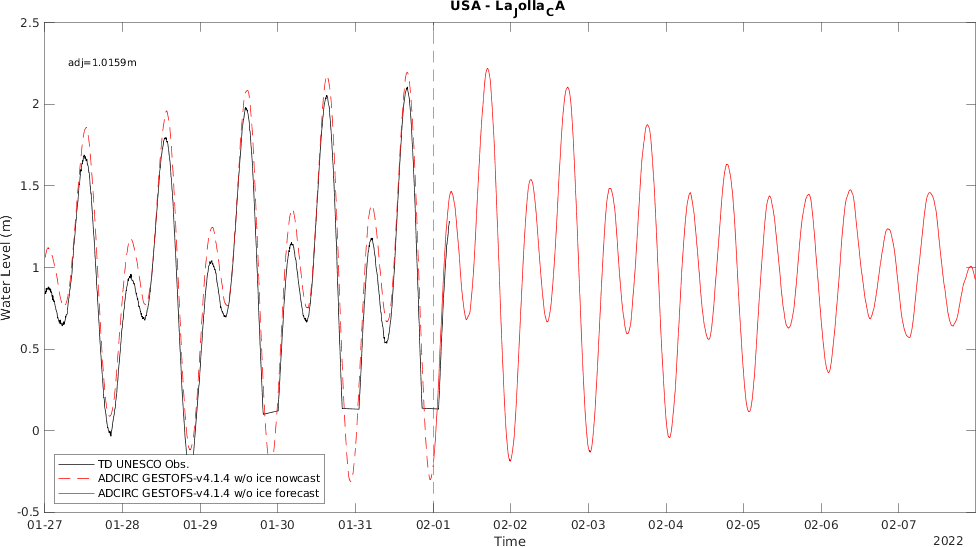 USA - LaJollaCA
2.5
adj=1.0159m
2
1.5
1
0.5
0
-0.5
Water Level (m)
TD UNESCO Obs.
ADCIRC GESTOFS-v4.1.4 w/o ice nowcast
ADCIRC GESTOFS-v4.1.4 w/o ice forecast
01-27 01-28 01-29 01-30 01-31 02-01 02-02 02-03 02-04 02-05 02-06 02-07
Time
2022